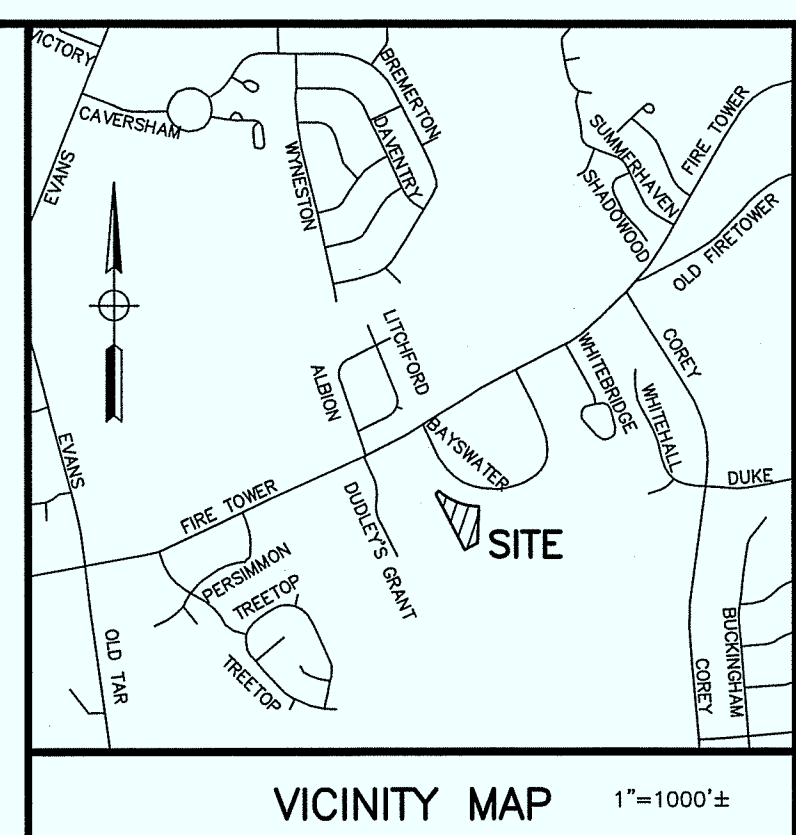 VICTORY
CAVERSHAM
EVANS
BREMERTON
DAVENTRY
WYNESTON
SUMMERHAVEN
SHADOWOOD
FIRE TOWER
OLD FIRETOWER
LITCHFORD
ALBION
WHITEBRIDGE
COREY
WHITEHALL
BAYSWATER
DUKE
EVANS
FIRE TOWER
DUDLEY'S GRANT
SITE
PERSIMMON
TREETOP
TREETOP
OLD TAR
BUCKINGHAM
COREY
VICINITY MAP 1"=1000'±